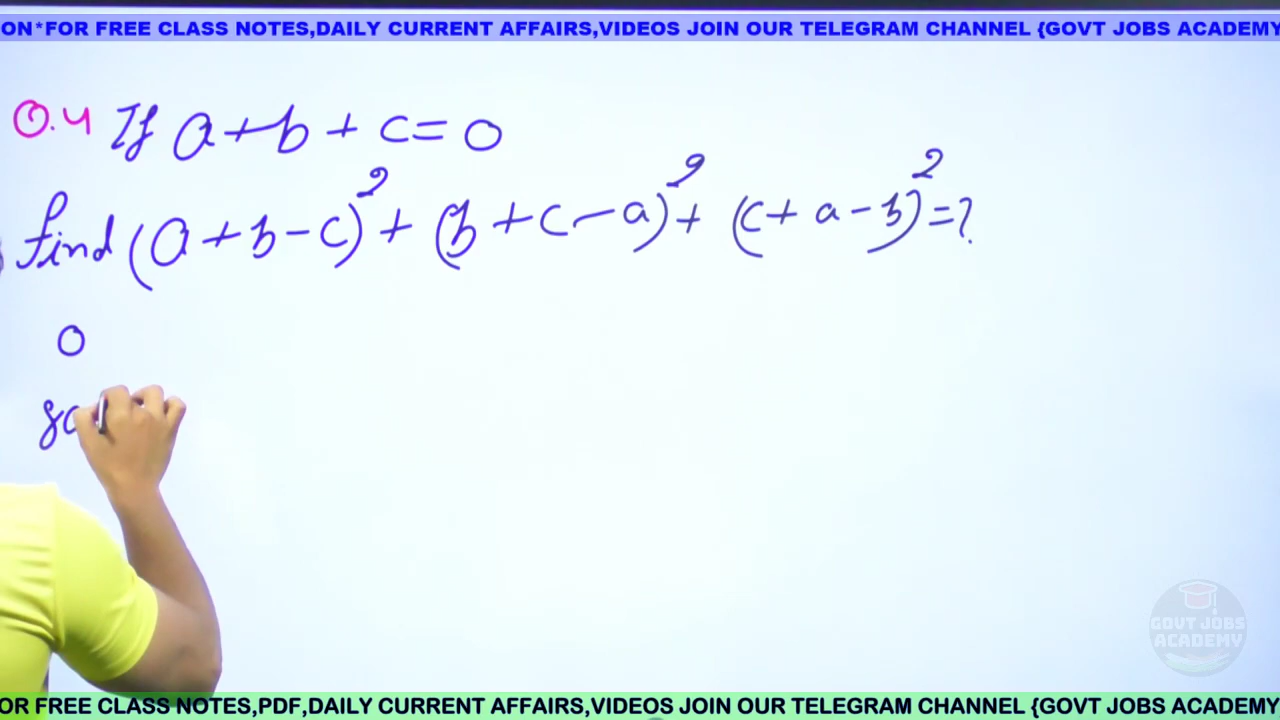 ON*FOR FREE CLASS NOTES,DAILY CURRENT AFFAIRS,VIDEOS JOIN OUR TELEGRAM CHANNEL {GOVT JOBS ACADEMY
Q.4 If a+b+c=0
find (a+b-c)²+(b+c-a)²+(c+a-b)²=?
0
GOVT JOBS
ACADEMY
OR FREE CLASS NOTES,PDF,DAILY CURRENT AFFAIRS,VIDEOS JOIN OUR TELEGRAM CHANNEL {GOVT JOBS ACADEMY